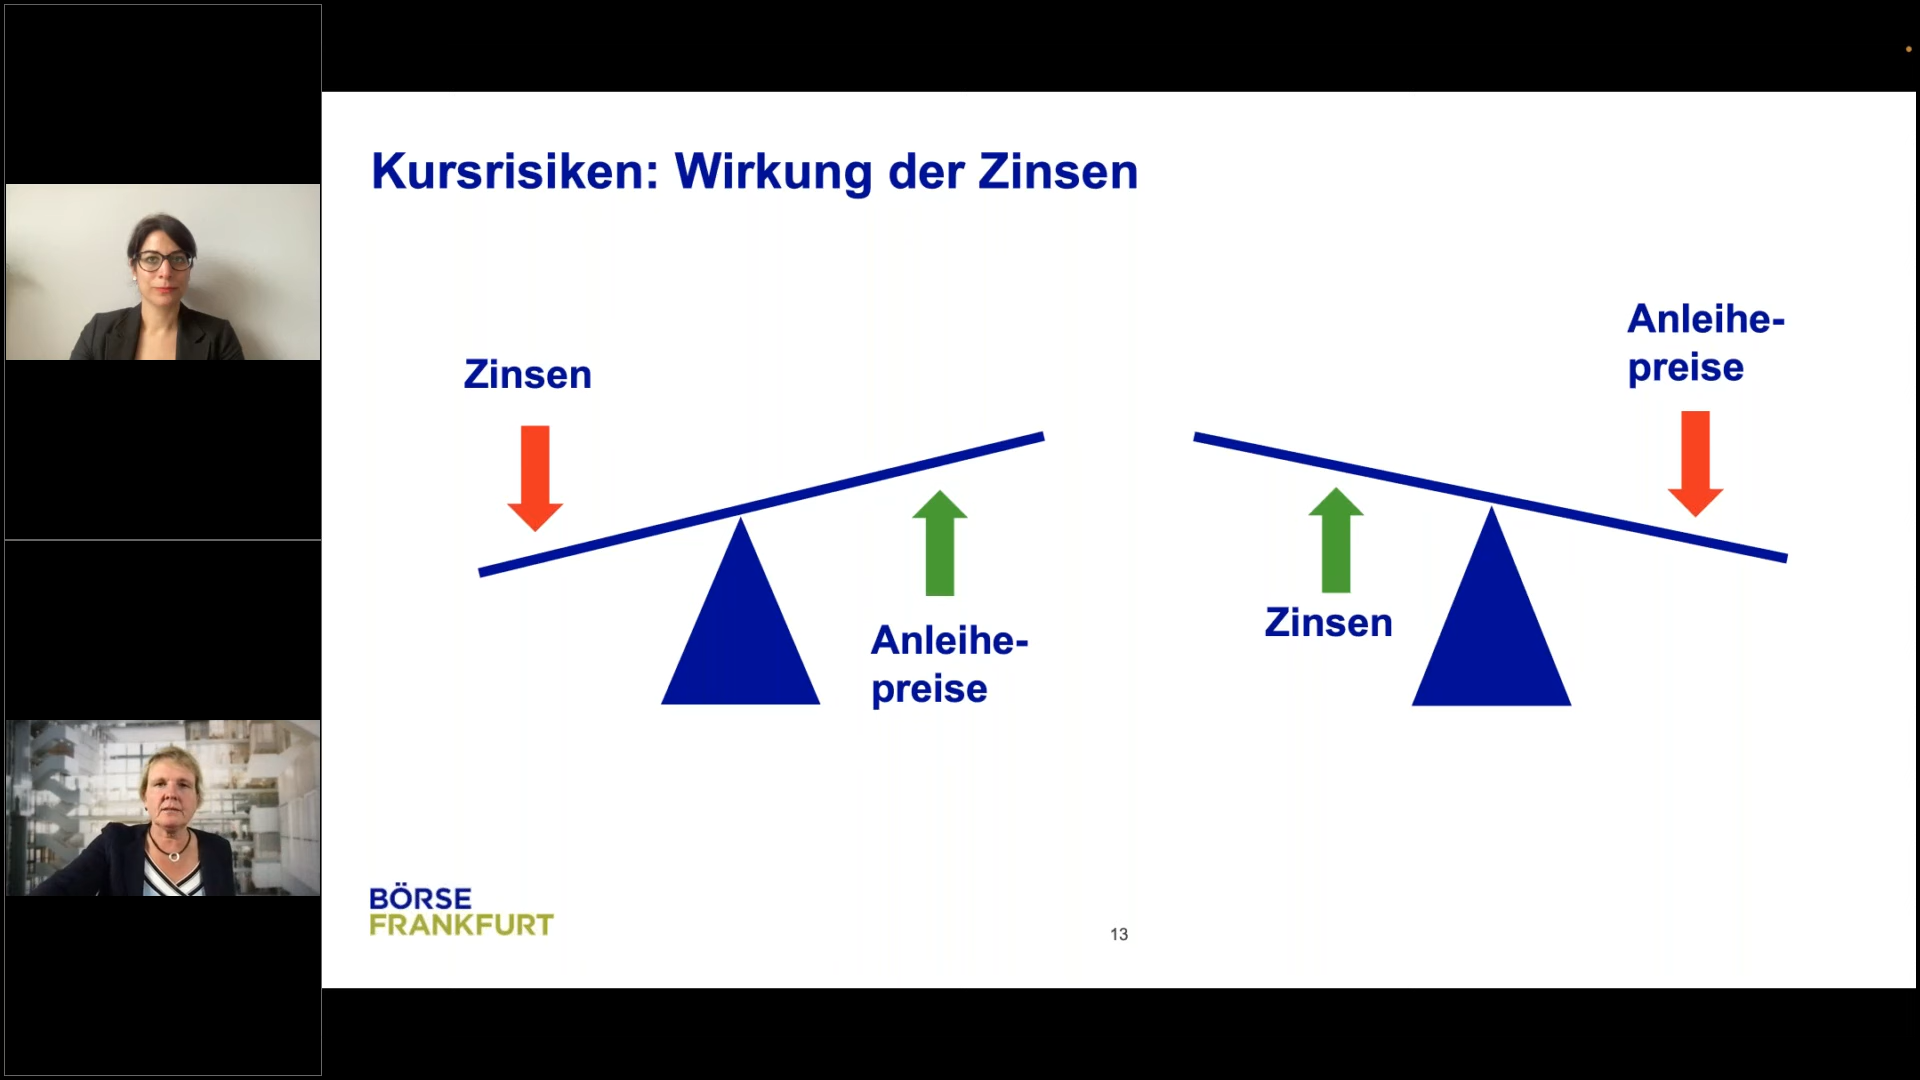 Kursrisiken: Wirkung der Zinsen
Zinsen
Anleihe-
preise
Anleihe-
preise
Zinsen
BÖRSE
FRANKFURT
13